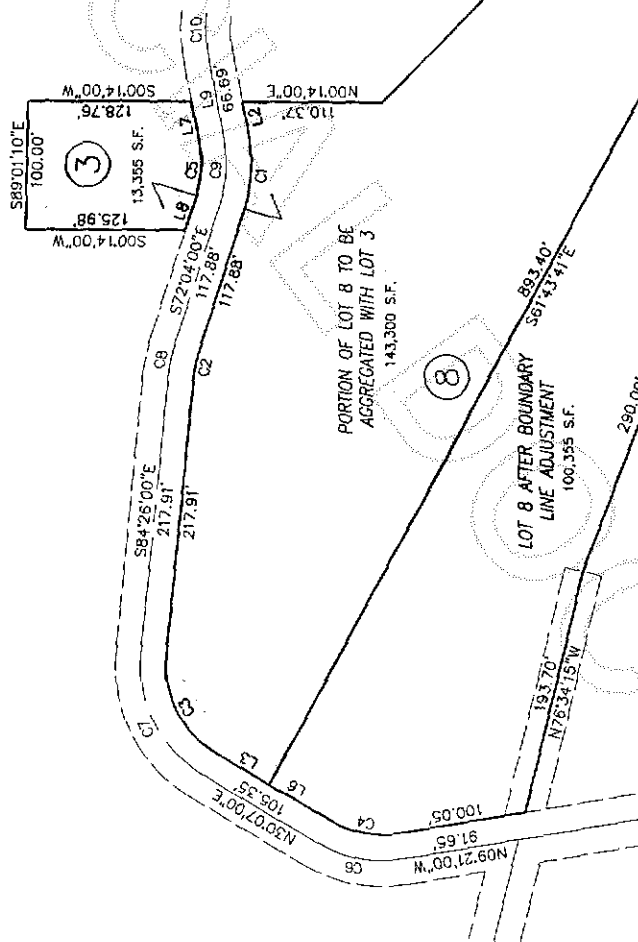 S89°01'10"E
100.00'
S00°14'00"W
128.76'
3
13,355 S.F.
125.98'
S00°14'00"W
L7
L9
66.69'
C10
L2
N00°14'00"E
110.37'
C5
C9
C1
L8
S72°04'00"E
117.88'
117.88'
C8
C2
S84°26'00"E
217.91'
217.91'
PORTION OF LOT 8 TO BE
AGGREGATED WITH LOT 3
143,300 S.F.
893.40'
S61°43'41"E
8
LOT 8 AFTER BOUNDARY
LINE ADJUSTMENT
100,355 S.F.
290.00'
C7
C3
L3
N30°07'00"E
105.35'
L6
C4
C6
100.05'
91.65'
N09°21'00"W
193.70'
N76°34'15"W